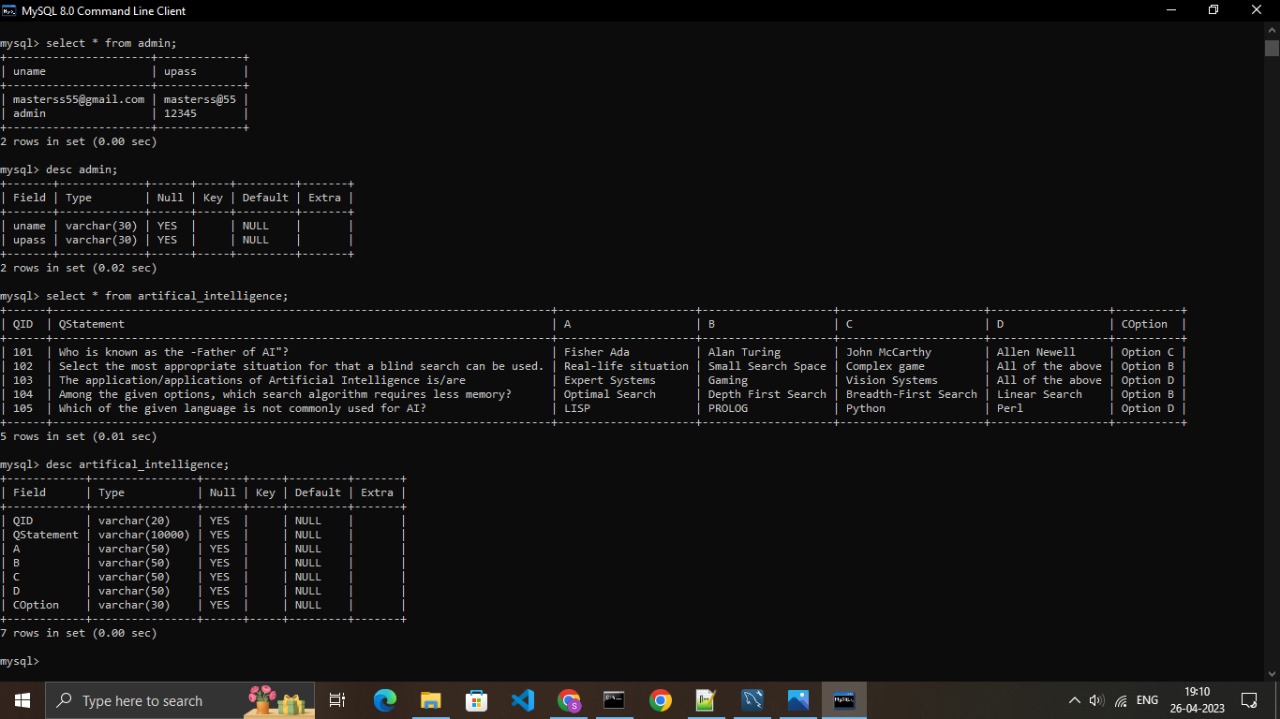 MySQL 8.0 Command Line Client
mysql> select * from admin;
+----------------------+-------------+
| uname                | upass       |
+----------------------+-------------+
| masterss55@gmail.com | masterss@55 |
| admin                | 12345       |
+----------------------+-------------+
2 rows in set (0.00 sec)
mysql> desc admin;
+-------+-------------+------+-----+---------+-------+
| Field | Type        | Null | Key | Default | Extra |
+-------+-------------+------+-----+---------+-------+
| uname | varchar(30) | YES  |     | NULL    |       |
| upass | varchar(30) | YES  |     | NULL    |       |
+-------+-------------+------+-----+---------+-------+
2 rows in set (0.02 sec)
mysql> select * from artifical_intelligence;
+------+----------------------------------------------------------------------------+---------------------+--------------------+----------------------+------------------+----------+
| QID  | QStatement                                                                 | A                   | B                  | C                    | D                | COption  |
+------+----------------------------------------------------------------------------+---------------------+--------------------+----------------------+------------------+----------+
| 101  | Who is known as the -Father of AI"?                                        | Fisher Ada          | Alan Turing        | John McCarthy        | Allen Newell     | Option C |
| 102  | Select the most appropriate situation for that a blind search can be used. | Real-life situation | Small Search Space | Complex game         | All of the above | Option B |
| 103  | The application/applications of Artificial Intelligence is/are             | Expert Systems      | Gaming             | Vision Systems       | All of the above | Option D |
| 104  | Among the given options, which search algorithm requires less memory?      | Optimal Search      | Depth First Search | Breadth-First Search | Linear Search    | Option B |
| 105  | Which of the given language is not commonly used for AI?                   | LISP                | PROLOG             | Python               | Perl             | Option D |
+------+----------------------------------------------------------------------------+---------------------+--------------------+----------------------+------------------+----------+
5 rows in set (0.01 sec)
mysql> desc artifical_intelligence;
+------------+----------------+------+-----+---------+-------+
| Field      | Type           | Null | Key | Default | Extra |
+------------+----------------+------+-----+---------+-------+
| QID        | varchar(20)    | YES  |     | NULL    |       |
| QStatement | varchar(10000) | YES  |     | NULL    |       |
| A          | varchar(50)    | YES  |     | NULL    |       |
| B          | varchar(50)    | YES  |     | NULL    |       |
| C          | varchar(50)    | YES  |     | NULL    |       |
| D          | varchar(50)    | YES  |     | NULL    |       |
| COption    | varchar(30)    | YES  |     | NULL    |       |
+------------+----------------+------+-----+---------+-------+
7 rows in set (0.00 sec)
mysql>
Type here to search
ENG
19:10
26-04-2023